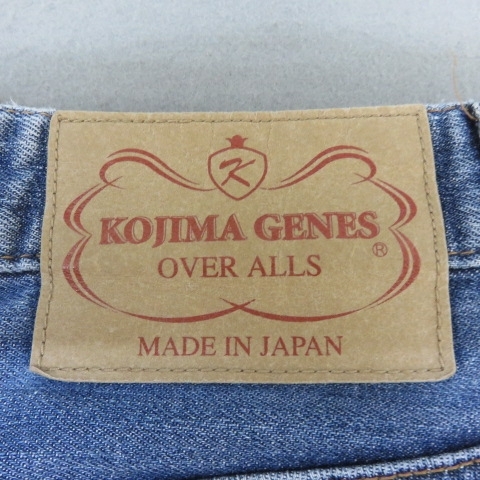 K
KOJIMA GENES®
OVER ALLS
MADE IN JAPAN